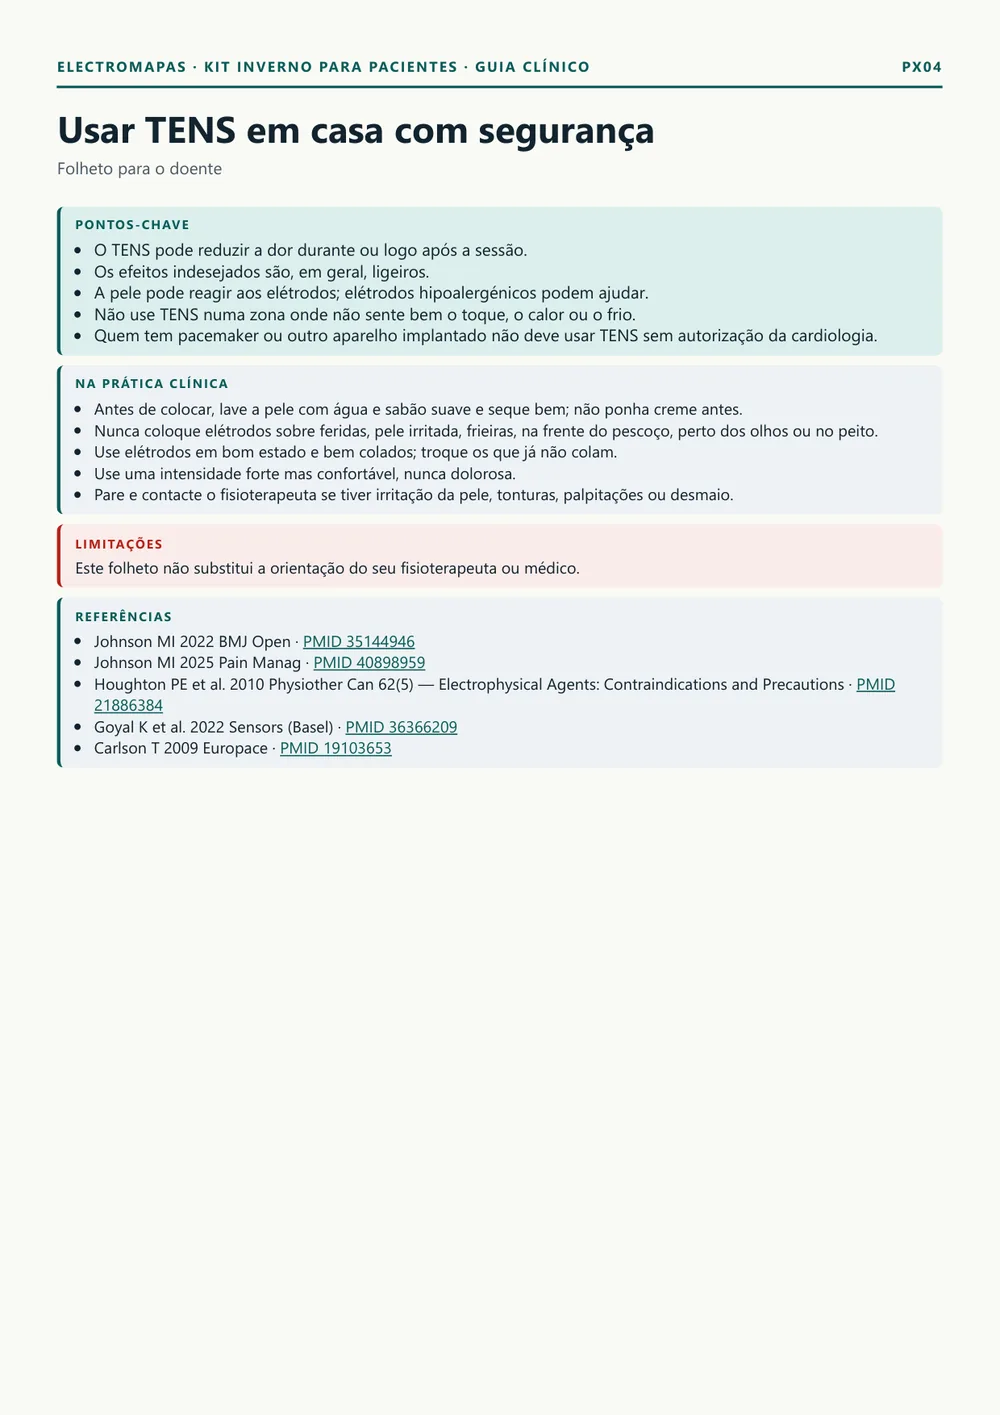 ELECTROMAPAS · KIT INVERNO PARA PACIENTES · GUIA CLÍNICO PX04
Usar TENS em casa com segurança
Folheto para o doente
PONTOS-CHAVE
• O TENS pode reduzir a dor durante ou logo após a sessão.
• Os efeitos indesejados são, em geral, ligeiros.
• A pele pode reagir aos elétrodos; elétrodos hipoalergénicos podem ajudar.
• Não use TENS numa zona onde não sente bem o toque, o calor ou o frio.
• Quem tem pacemaker ou outro aparelho implantado não deve usar TENS sem autorização da cardiologia.
NA PRÁTICA CLÍNICA
• Antes de colocar, lave a pele com água e sabão suave e seque bem; não ponha creme antes.
• Nunca coloque elétrodos sobre feridas, pele irritada, frieiras, na frente do pescoço, perto dos olhos ou no peito.
• Use elétrodos em bom estado e bem colados; troque os que já não colam.
• Use uma intensidade forte mas confortável, nunca dolorosa.
• Pare e contacte o fisioterapeuta se tiver irritação da pele, tonturas, palpitações ou desmaio.
LIMITAÇÕES
Este folheto não substitui a orientação do seu fisioterapeuta ou médico.
REFERÊNCIAS
• Johnson MI 2022 BMJ Open · PMID 35144946
• Johnson MI 2025 Pain Manag · PMID 40898959
• Houghton PE et al. 2010 Physiother Can 62(5) — Electrophysical Agents: Contraindications and Precautions · PMID
21886384
• Goyal K et al. 2022 Sensors (Basel) · PMID 36366209
• Carlson T 2009 Europace · PMID 19103653